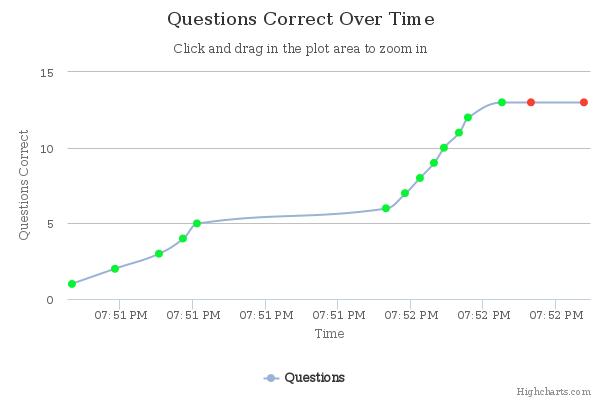 Questions Correct Over Time
Click and drag in the plot area to zoom in
15
10
5
0
Questions Correct
07:51 PM 07:51 PM 07:51 PM 07:51 PM 07:52 PM 07:52 PM 07:52 PM
Time
Questions
Highcharts.com